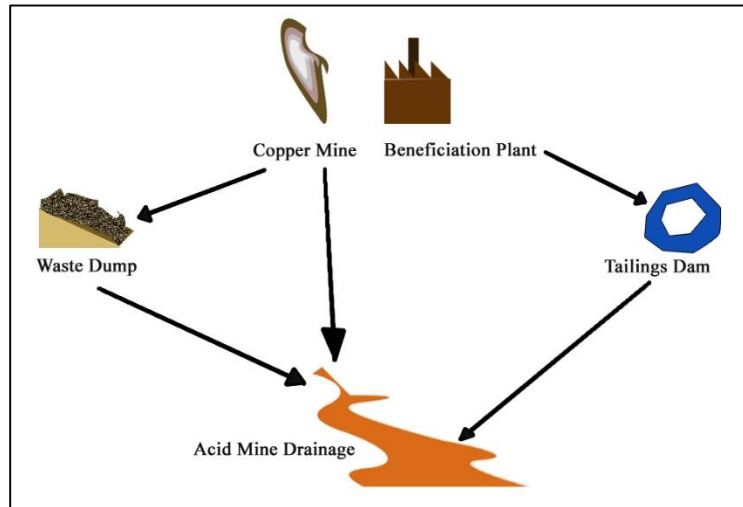 Copper Mine
Beneficiation Plant
Waste Dump
Tailings Dam
Acid Mine Drainage